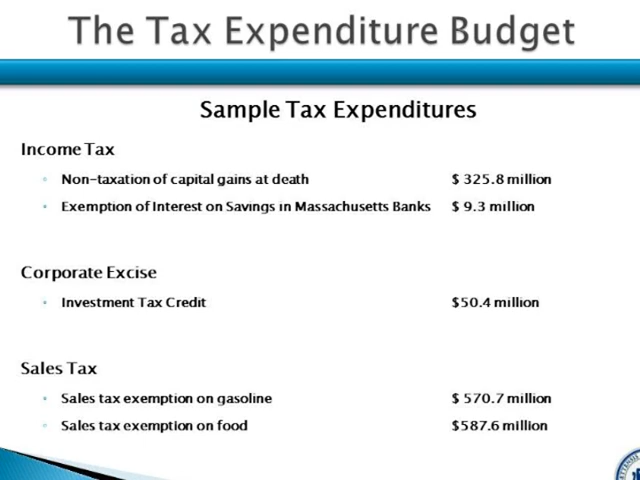 The Tax Expenditure Budget
Sample Tax Expenditures
Income Tax
Non-taxation of capital gains at death $ 325.8 million
Exemption of Interest on Savings in Massachusetts Banks $ 9.3 million
Corporate Excise
Investment Tax Credit $50.4 million
Sales Tax
Sales tax exemption on gasoline $ 570.7 million
Sales tax exemption on food $587.6 million